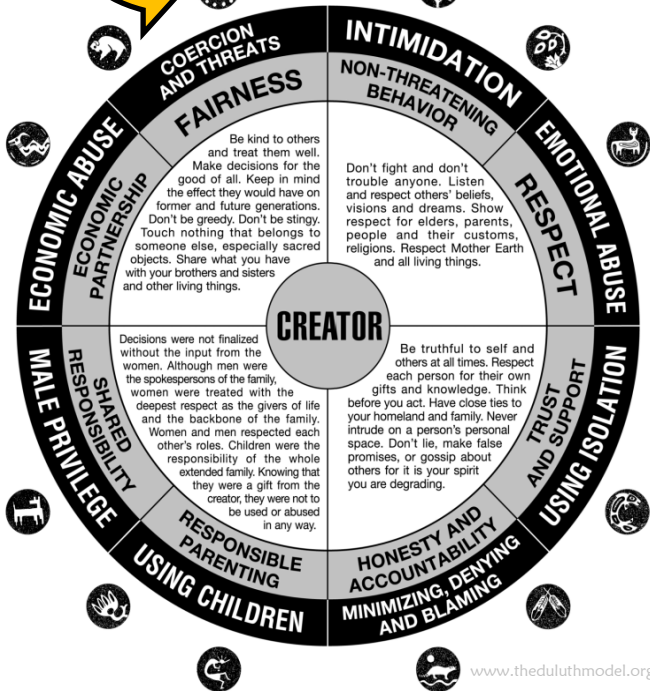 COERCION
AND THREATS
INTIMIDATION
EMOTIONAL ABUSE
USING ISOLATION
MINIMIZING, DENYING
AND BLAMING
USING CHILDREN
MALE PRIVILEGE
ECONOMIC ABUSE
FAIRNESS
NON-THREATENING
BEHAVIOR
RESPECT
TRUST
AND SUPPORT
HONESTY AND
ACCOUNTABILITY
RESPONSIBLE
PARENTING
SHARED
RESPONSIBILITY
ECONOMIC
PARTNERSHIP
Be kind to others
and treat them well.
Make decisions for the
good of all. Keep in mind
the effect they would have on
former and future generations.
Don't be greedy. Don't be stingy.
Touch nothing that belongs to
someone else, especially sacred
objects. Share what you have
with your brothers and sisters
and other living things.
Don't fight and don't
trouble anyone. Listen
and respect others' beliefs,
visions and dreams. Show
respect for elders, parents,
people and their customs,
religions. Respect Mother Earth
and all living things.
CREATOR
Decisions were not finalized
without the input from the
women. Although men were
the spokespersons of the family,
women were treated with the
deepest respect as the givers of life
and the backbone of the family.
Women and men respected each
other's roles. Children were the
responsibility of the whole
extended family. Knowing that
they were a gift from the
creator, they were not to
be used or abused
in any way.
Be truthful to self and
others at all times. Respect
each person for their own
gifts and knowledge. Think
before you act. Have close ties to
your homeland and family. Never
intrude on a person's personal
space. Don't lie, make false
promises, or gossip about
others for it is your spirit
you are degrading.
www.theduluthmodel.org